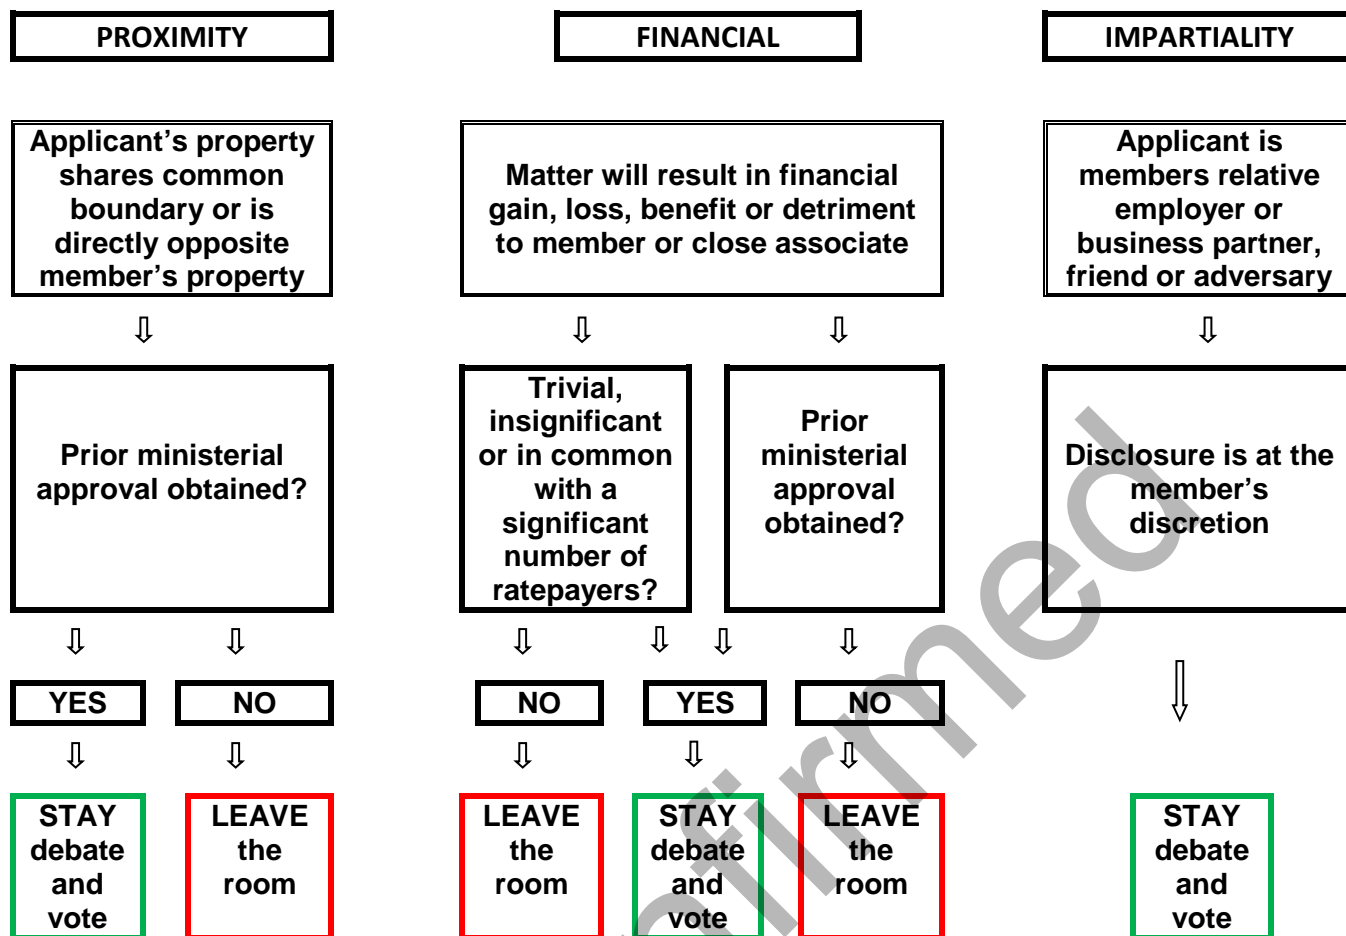 PROXIMITY
FINANCIAL
IMPARTIALITY
Applicant’s property
shares common
boundary or is
directly opposite
member’s property
Matter will result in financial
gain, loss, benefit or detriment
to member or close associate
Applicant is
members relative
employer or
business partner,
friend or adversary
Prior ministerial
approval obtained?
Trivial,
insignificant
or in common
with a
significant
number of
ratepayers?
Prior
ministerial
approval
obtained?
Disclosure is at the
member’s
discretion
YES
NO
NO
YES
NO
STAY
debate
and
vote
LEAVE
the
room
LEAVE
the
room
STAY
debate
and
vote
LEAVE
the
room
STAY
debate
and
vote